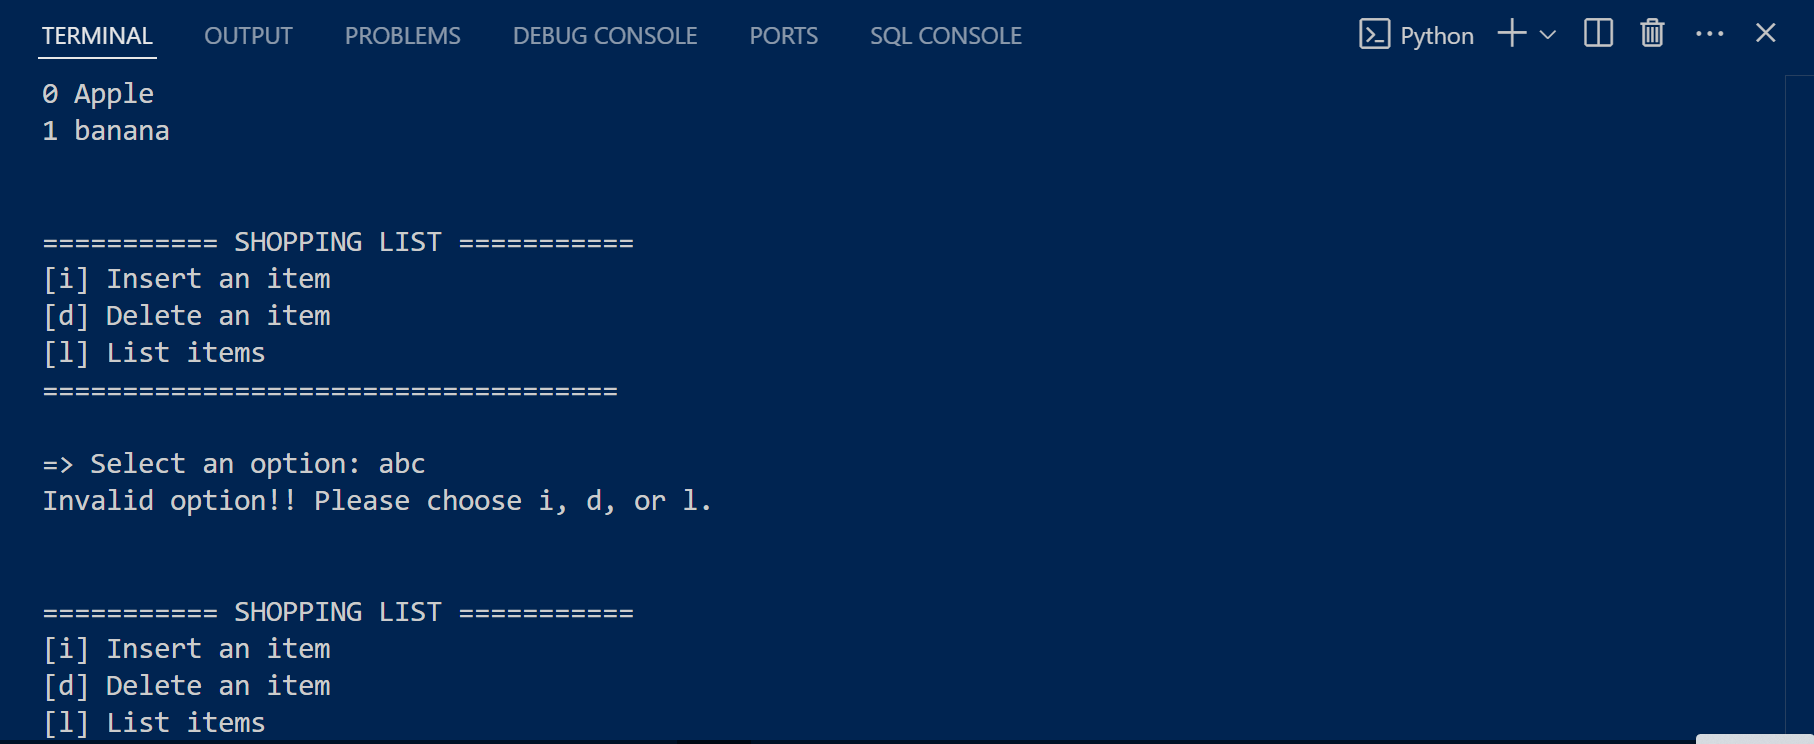 TERMINAL OUTPUT PROBLEMS DEBUG CONSOLE PORTS SQL CONSOLE Python
0 Apple
1 banana
=========== SHOPPING LIST ===========
[i] Insert an item
[d] Delete an item
[l] List items
====================================
=> Select an option: abc
Invalid option!! Please choose i, d, or l.
=========== SHOPPING LIST ===========
[i] Insert an item
[d] Delete an item
[l] List items